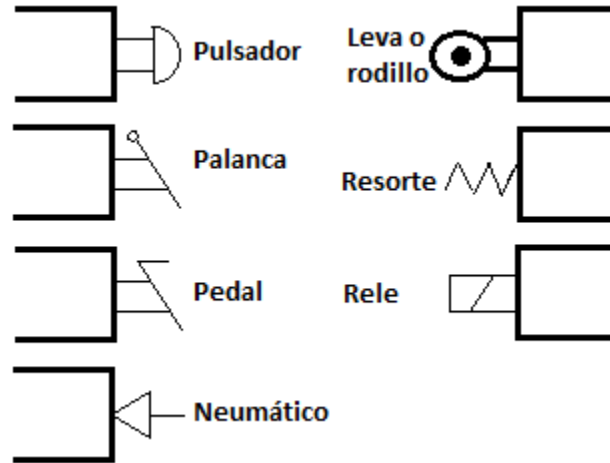 Pulsador
Leva o
rodillo
Palanca
Resorte
Pedal
Rele
Neumático